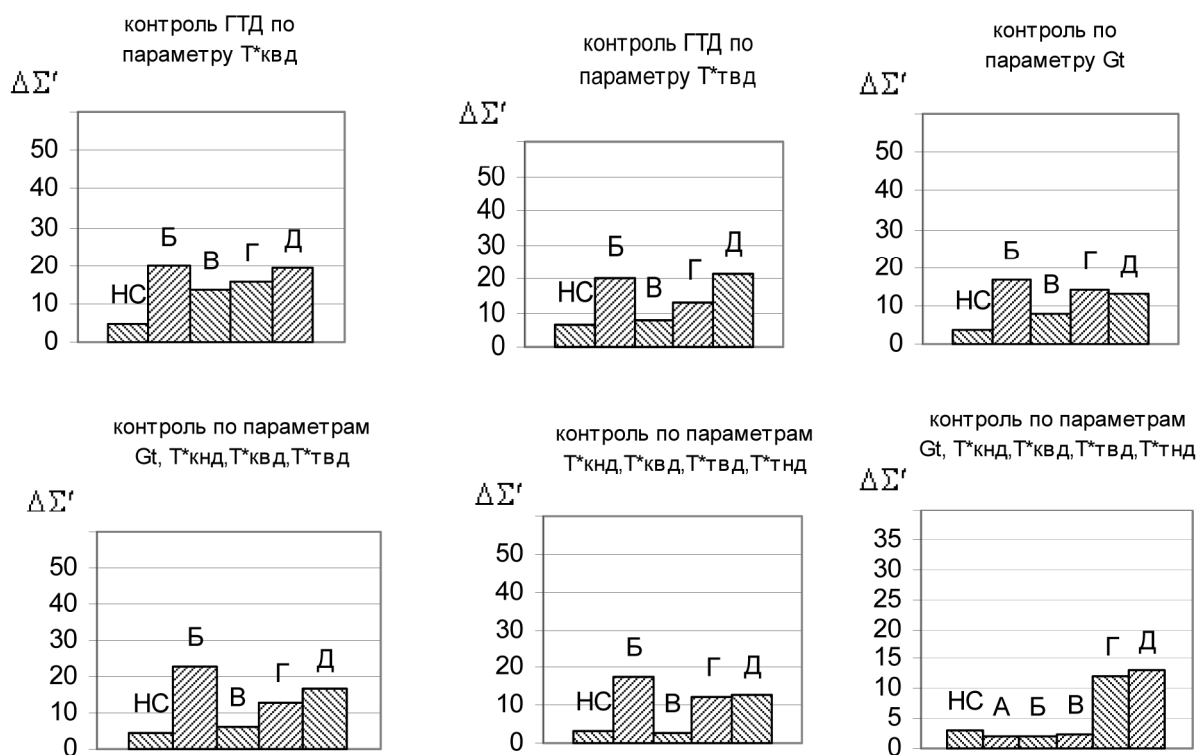 контроль ГТД по
параметру Т*квд
ΔΣ'
50
40
30
20
10
0
НС
Б
В
Г
Д
контроль ГТД по
параметру Т*твд
ΔΣ'
50
40
30
20
10
0
НС
Б
В
Г
Д
контроль по
параметру Gt
ΔΣ'
50
40
30
20
10
0
НС
Б
В
Г
Д
контроль по параметрам
Gt, Т*кнд,Т*квд,Т*твд
ΔΣ'
50
40
30
20
10
0
НС
Б
В
Г
Д
контроль по параметрам
Т*кнд,Т*квд,Т*твд,Т*тнд
ΔΣ'
50
40
30
20
10
0
НС
Б
В
Г
Д
контроль по параметрам
Gt, Т*кнд,Т*квд,Т*твд,Т*тнд
ΔΣ'
35
30
25
20
15
10
5
0
НС
А
Б
В
Г
Д